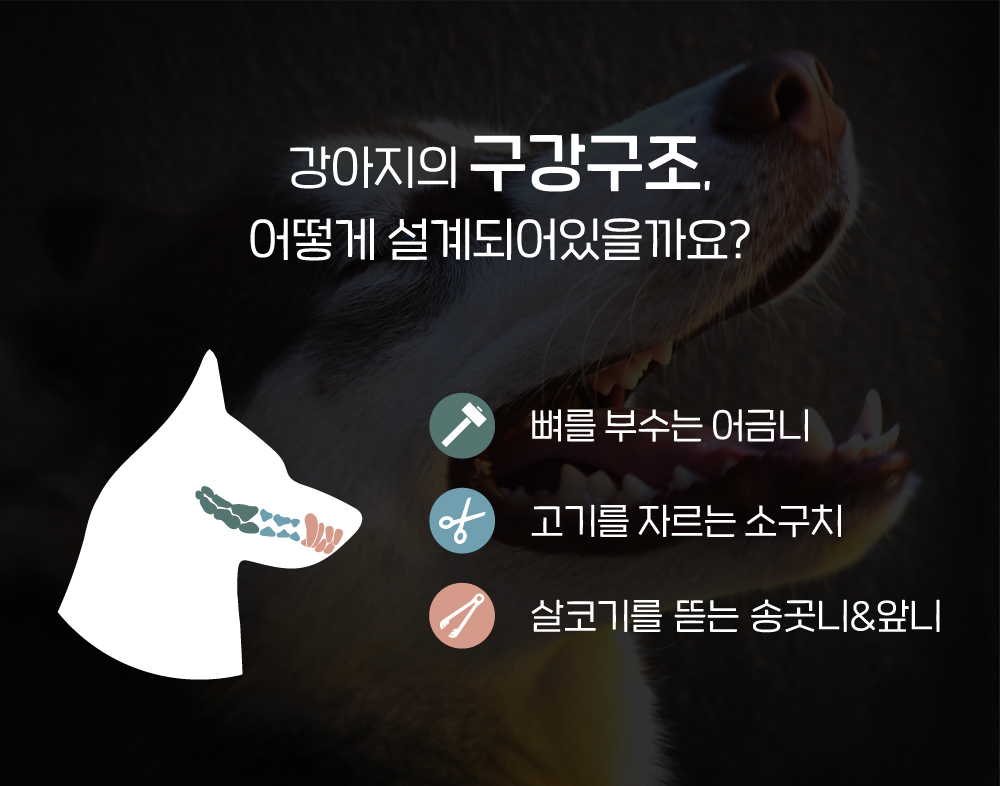 강아지의 구강구조,
어떻게 설계되어있을까요?
뼈를 부수는 어금니
고기를 자르는 소구치
살코기를 뜯는 송곳니&앞니